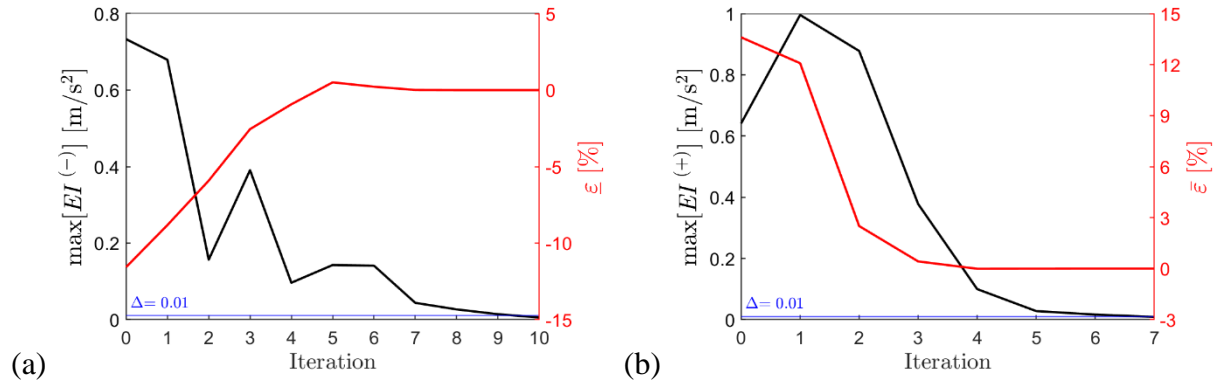 0.8
0.6
0.4
0.2
0
max[EI (−)] [m/s²]
Δ= 0.01
0 1 2 3 4 5 6 7 8 9 10
Iteration
5
0
-5
-10
-15
ε [%]
(a)
1
0.8
0.6
0.4
0.2
0
max[EI (+)] [m/s²]
Δ= 0.01
0 1 2 3 4 5 6 7
Iteration
15
12
9
6
3
0
-3
ε̄ [%]
(b)